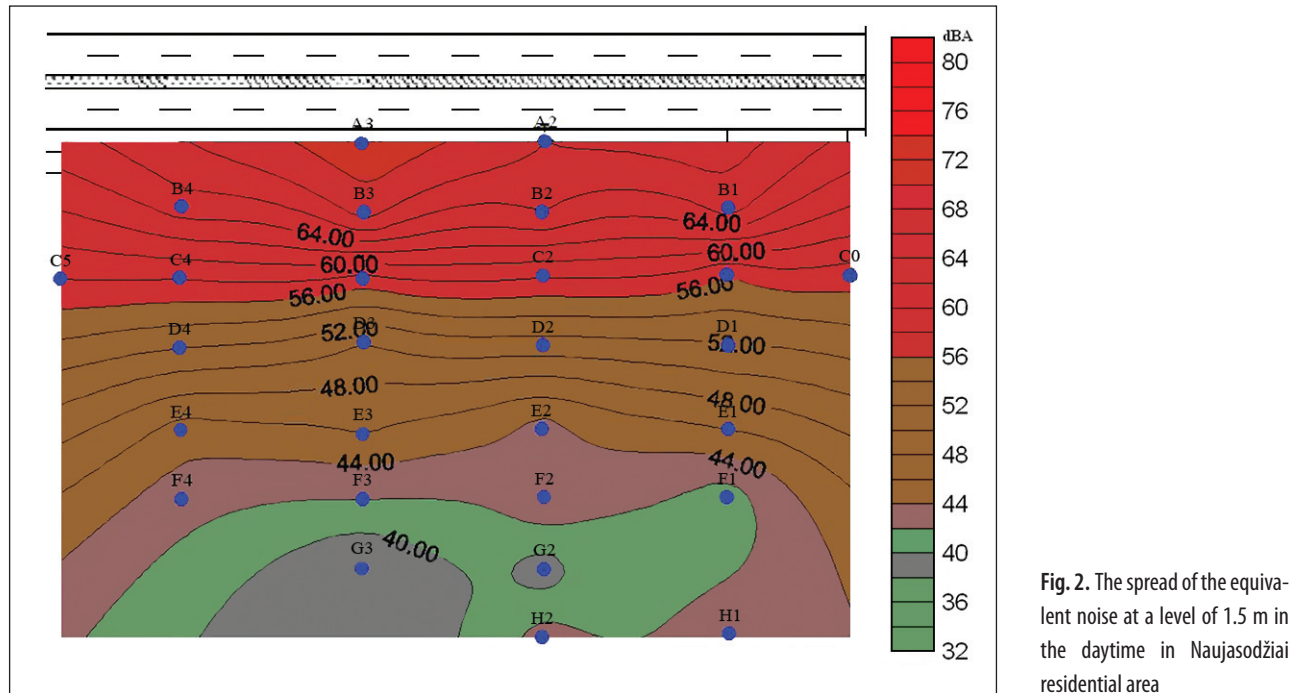 dBA
80
76
72
68
64
60
56
52
48
44
40
36
32
A3 A2
B4 B3 B2 B1
64.00 64.00
60.00 60.00
C5 C4 C2 C0
56.00 56.00
D4 D3 D2 D1
52.00 52.00
48.00 48.00
E4 E3 E2 E1
44.00 44.00
F4 F3 F2 F1
40.00
G3 G2
H2 H1
Fig. 2. The spread of the equiva-
lent noise at a level of 1.5 m in
the daytime in Naujasodžiai
residential area